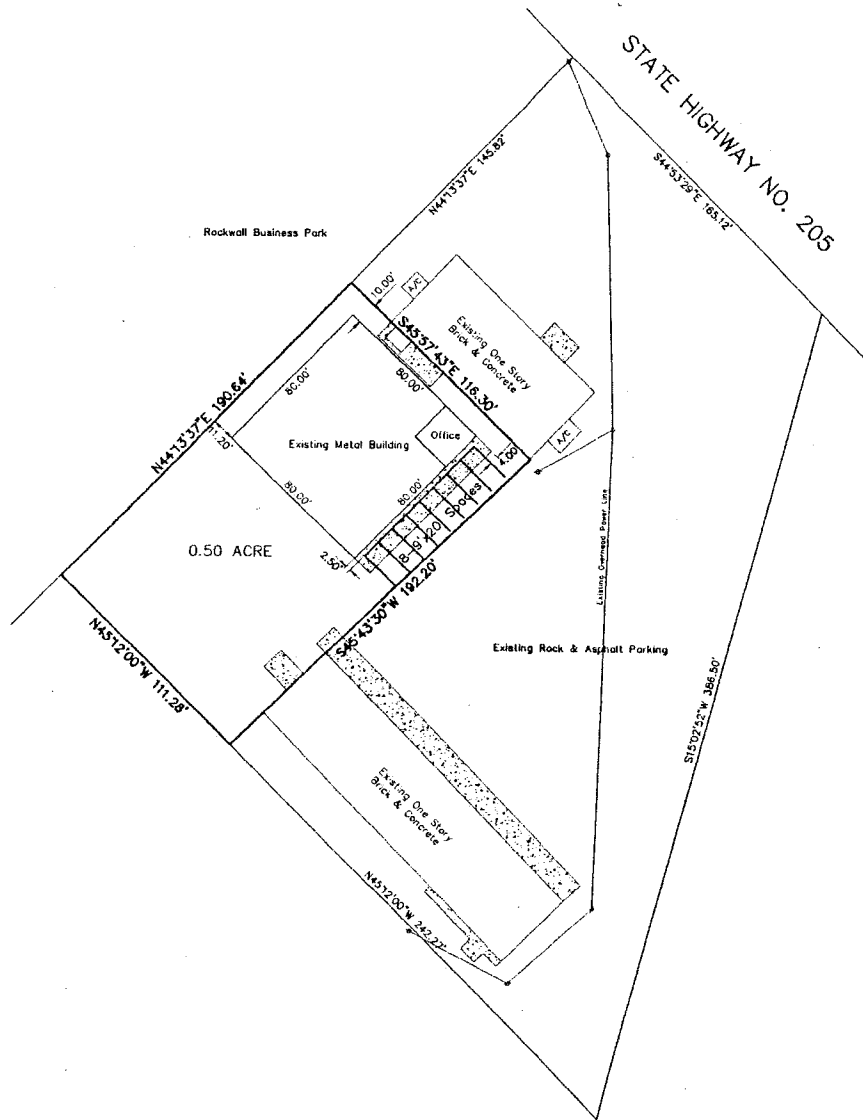 STATE HIGHWAY NO. 205
S44°53'29"E 165.12'
N44°13'37"E 145.82'
Rockwall Business Park
10.00'
A/C
Existing One Story
Brick & Concrete
S45°57'43"E 116.30'
80.00'
80.00'
N44°13'37"E 190.64'
11.20'
Existing Metal Building
Office
A/C
4.00'
80.00'
80.00'
8-9'x20'
Spaces
2.50'
0.50 ACRE
S45°43'30"W 192.20'
Existing Overhead Power Line
Existing Rock & Asphalt Parking
N45°12'00"W 111.28'
S15°02'52"W 386.50'
Existing One Story
Brick & Concrete
N45°12'00"W 242.27'